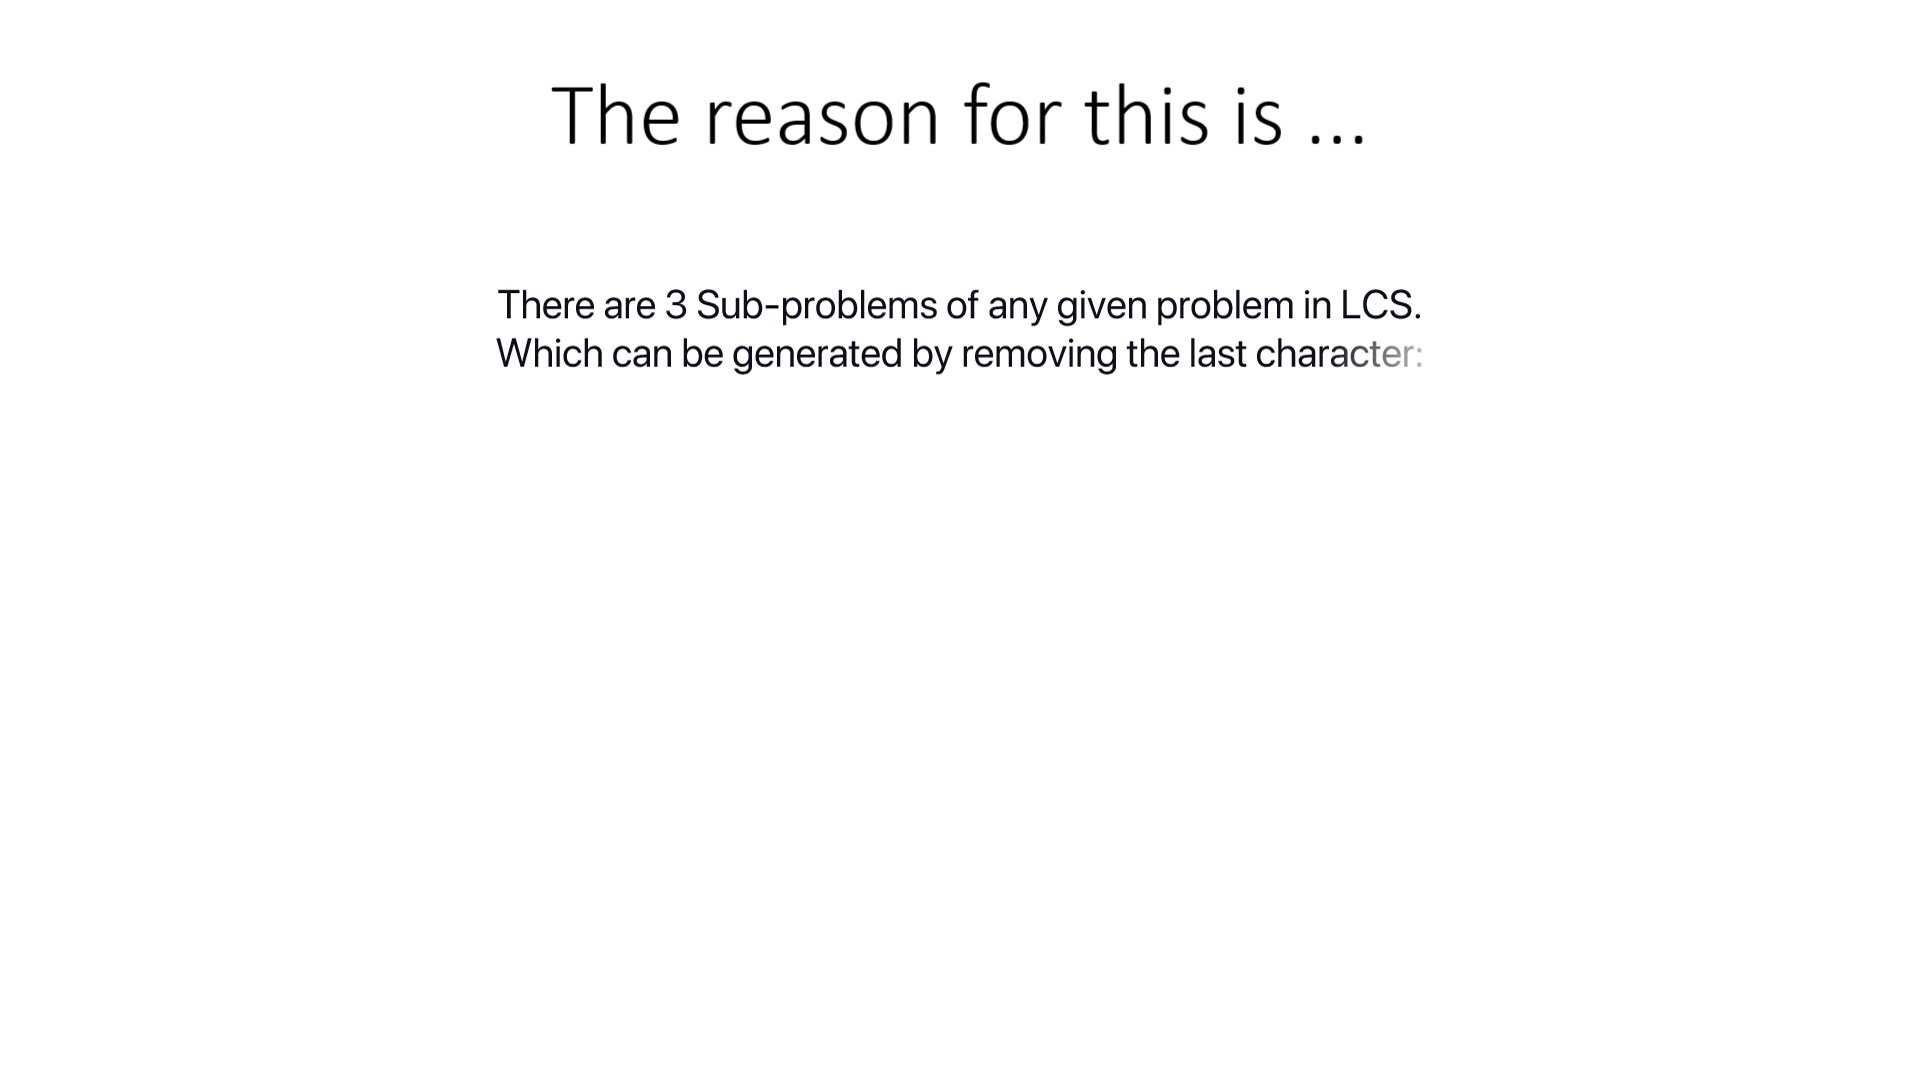 The reason for this is ...
There are 3 Sub-problems of any given problem in LCS.
Which can be generated by removing the last character: